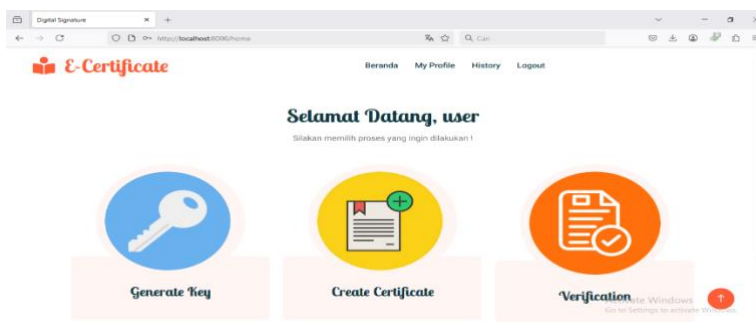 Digital Signature
http://localhost:8086/home
Cari
E-Certificate
Beranda My Profile History Logout
Selamat Datang, user
Silakan memilih proses yang ingin dilakukan !
Generate Key
Create Certificate
Verification
Activate Windows
Go to Settings to activate Windows.